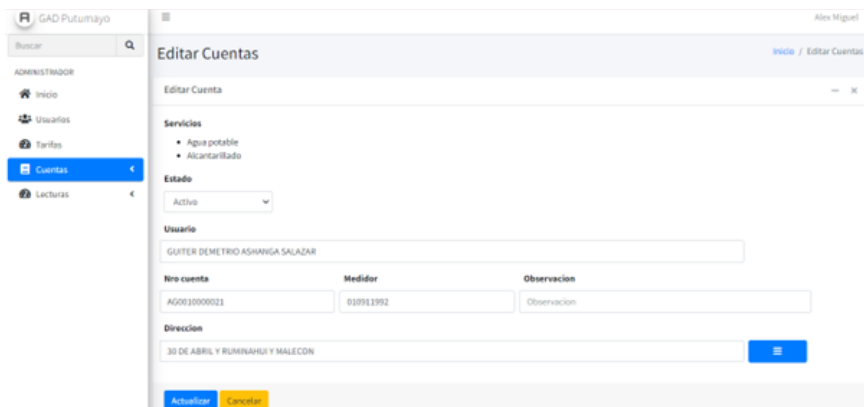 GAD Putumayo
Alex Miguel
Buscar
Editar Cuentas
Inicio / Editar Cuentas
ADMINISTRADOR
Inicio
Usuarios
Tarifas
Cuentas
Lecturas
Editar Cuenta
Servicios
Agua potable
Alcantarillado
Estado
Activo
Usuario
GUITER DEMETRIO ASHANGA SALAZAR
Nro cuenta Medidor Observacion
AG0010000021 010911992 Observacion
Direccion
30 DE ABRIL Y RUMINAHUI Y MALECON
Actualizar Cancelar